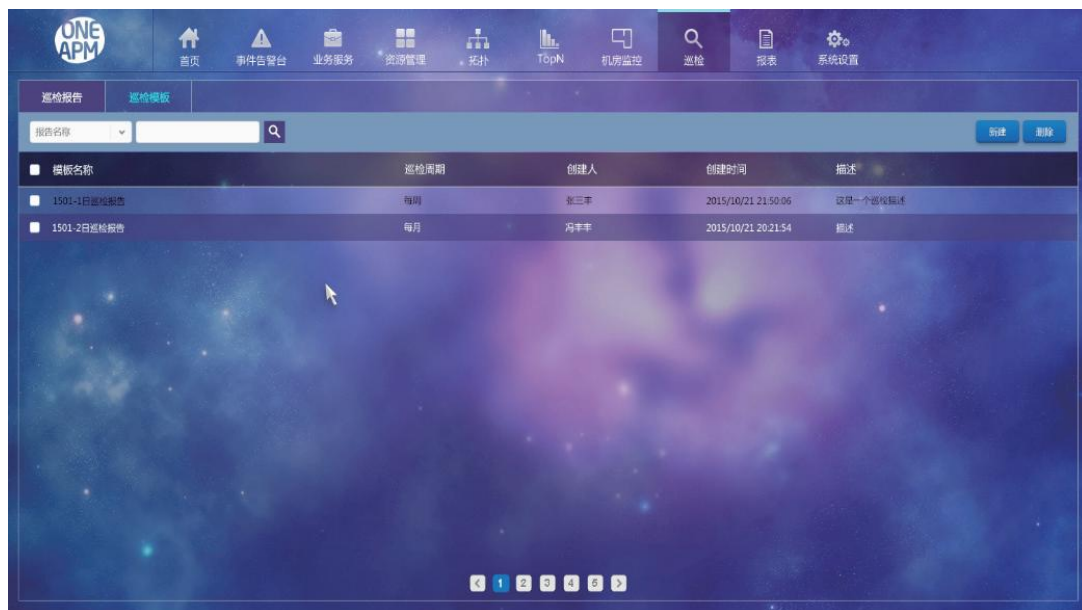 ONE
APM
首页 事件告警台 业务服务 资源管理 拓扑 TopN 机房监控 巡检 报表 系统设置
巡检报告 巡检模板
报告名称 新建 删除
模板名称 巡检周期 创建人 创建时间 描述
1501-1日巡检报告 每周 张三丰 2015/10/21 21:50:06 这是一个巡检描述
1501-2日巡检报告 每月 冯丰丰 2015/10/21 20:21:54 描述
< 1 2 3 4 5 >